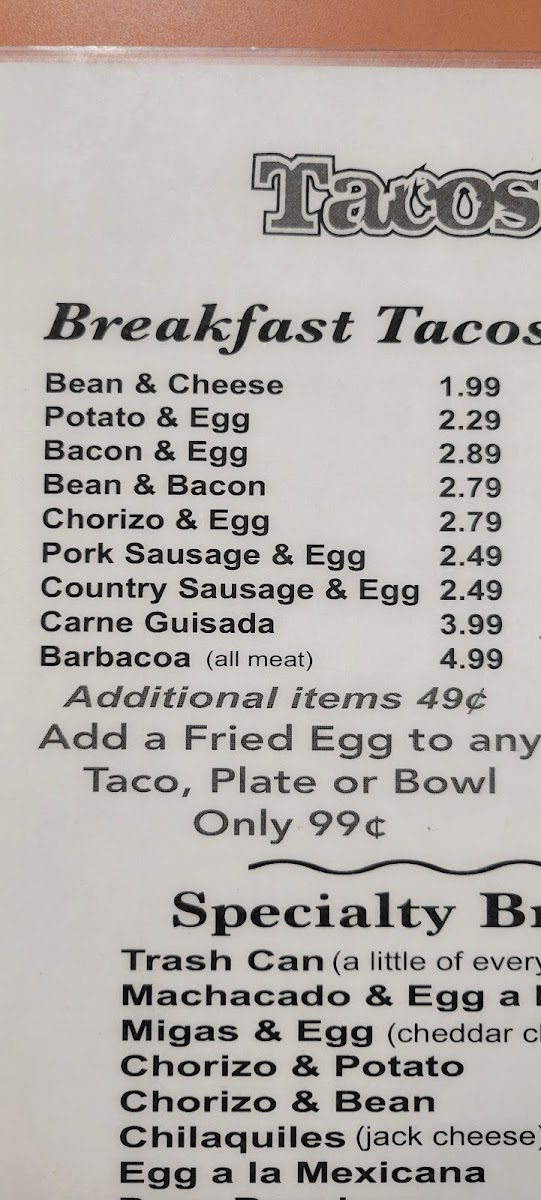 Tacos
Breakfast Tacos
Bean & Cheese 1.99
Potato & Egg 2.29
Bacon & Egg 2.89
Bean & Bacon 2.79
Chorizo & Egg 2.79
Pork Sausage & Egg 2.49
Country Sausage & Egg 2.49
Carne Guisada 3.99
Barbacoa (all meat) 4.99
Additional items 49¢
Add a Fried Egg to any
Taco, Plate or Bowl
Only 99¢
Specialty
Trash Can (a little of
Machacado & Egg a
Migas & Egg (cheddar
Chorizo & Potato
Chorizo & Bean
Chilaquiles (jack cheese)
Egg a la Mexicana